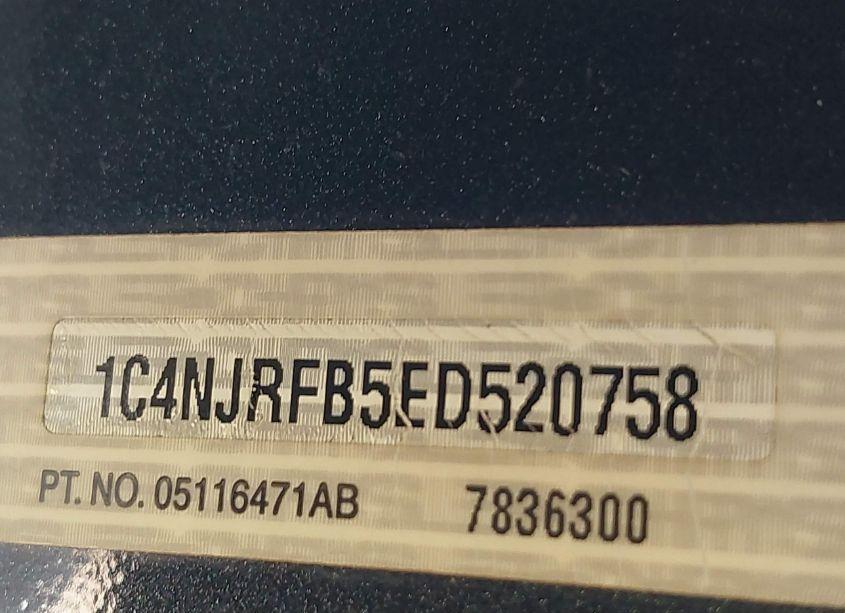 1C4NJRFB5ED520758
PT. NO. 05116471AB 7836300